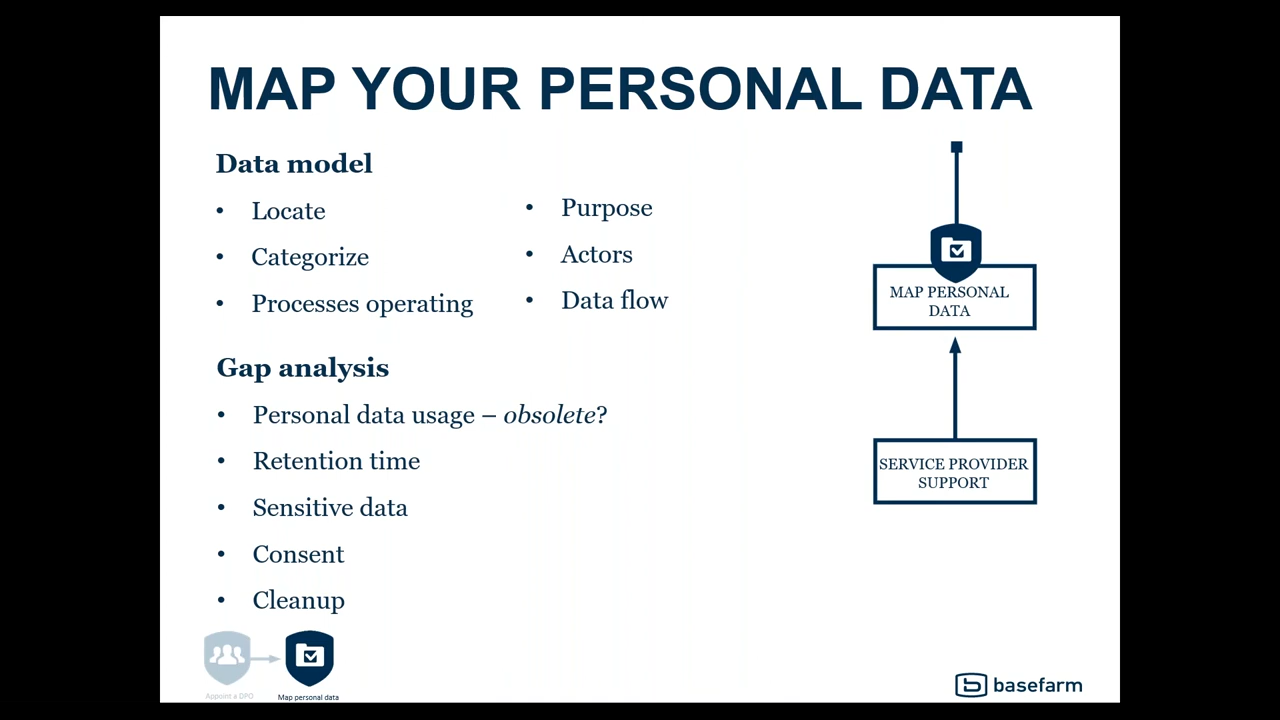 MAP YOUR PERSONAL DATA
Data model
• Locate
• Categorize
• Processes operating
• Purpose
• Actors
• Data flow
Gap analysis
• Personal data usage – obsolete?
• Retention time
• Sensitive data
• Consent
• Cleanup
MAP PERSONAL
DATA
SERVICE PROVIDER
SUPPORT
Appoint a DPO
Map personal data
basefarm